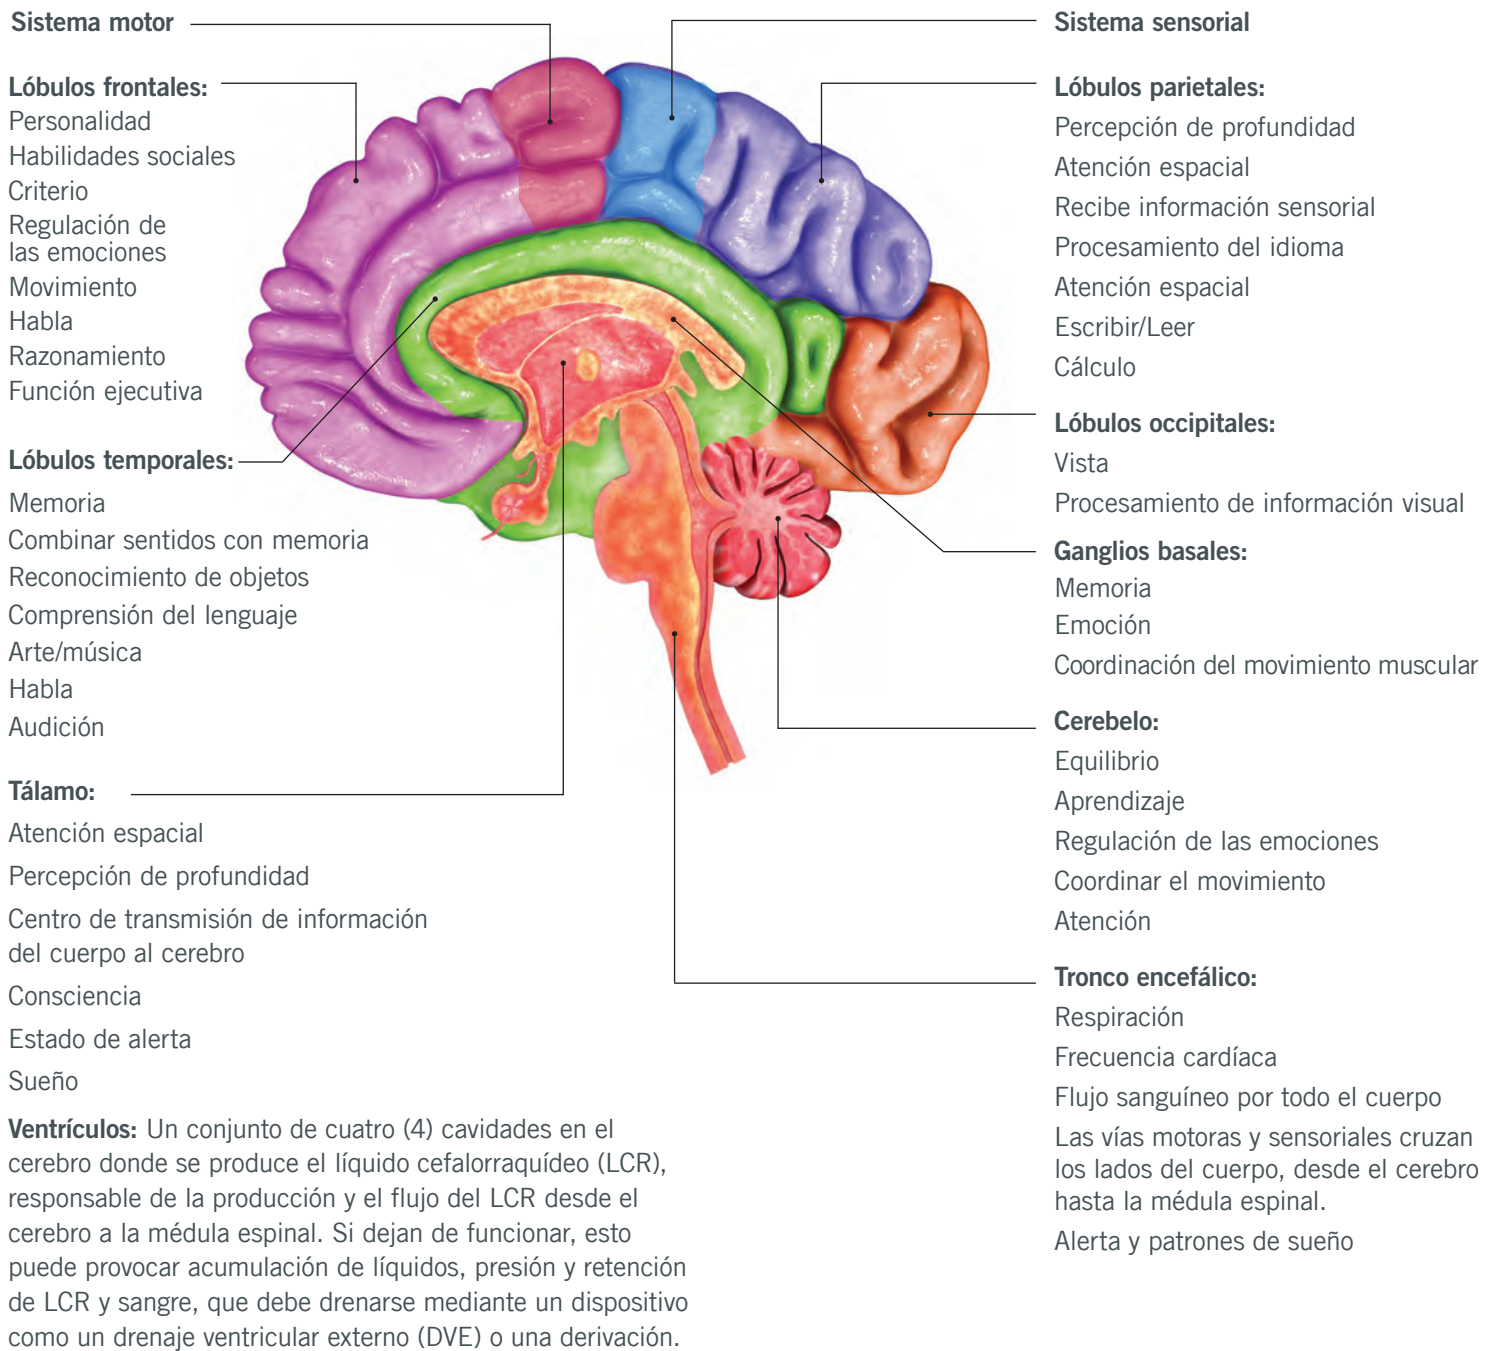 Sistema motor
Lóbulos frontales:
Personalidad
Habilidades sociales
Criterio
Regulación de
las emociones
Movimiento
Habla
Razonamiento
Función ejecutiva
Lóbulos temporales:
Memoria
Combinar sentidos con memoria
Reconocimiento de objetos
Comprensión del lenguaje
Arte/música
Habla
Audición
Tálamo:
Atención espacial
Percepción de profundidad
Centro de transmisión de información
del cuerpo al cerebro
Consciencia
Estado de alerta
Sueño
Ventrículos: Un conjunto de cuatro (4) cavidades en el
cerebro donde se produce el líquido cefalorraquídeo (LCR),
responsable de la producción y el flujo del LCR desde el
cerebro a la médula espinal. Si dejan de funcionar, esto
puede provocar acumulación de líquidos, presión y retención
de LCR y sangre, que debe drenarse mediante un dispositivo
como un drenaje ventricular externo (DVE) o una derivación.
Sistema sensorial
Lóbulos parietales:
Percepción de profundidad
Atención espacial
Recibe información sensorial
Procesamiento del idioma
Atención espacial
Escribir/Leer
Cálculo
Lóbulos occipitales:
Vista
Procesamiento de información visual
Ganglios basales:
Memoria
Emoción
Coordinación del movimiento muscular
Cerebelo:
Equilibrio
Aprendizaje
Regulación de las emociones
Coordinar el movimiento
Atención
Tronco encefálico:
Respiración
Frecuencia cardíaca
Flujo sanguíneo por todo el cuerpo
Las vías motoras y sensoriales cruzan
los lados del cuerpo, desde el cerebro
hasta la médula espinal.
Alerta y patrones de sueño